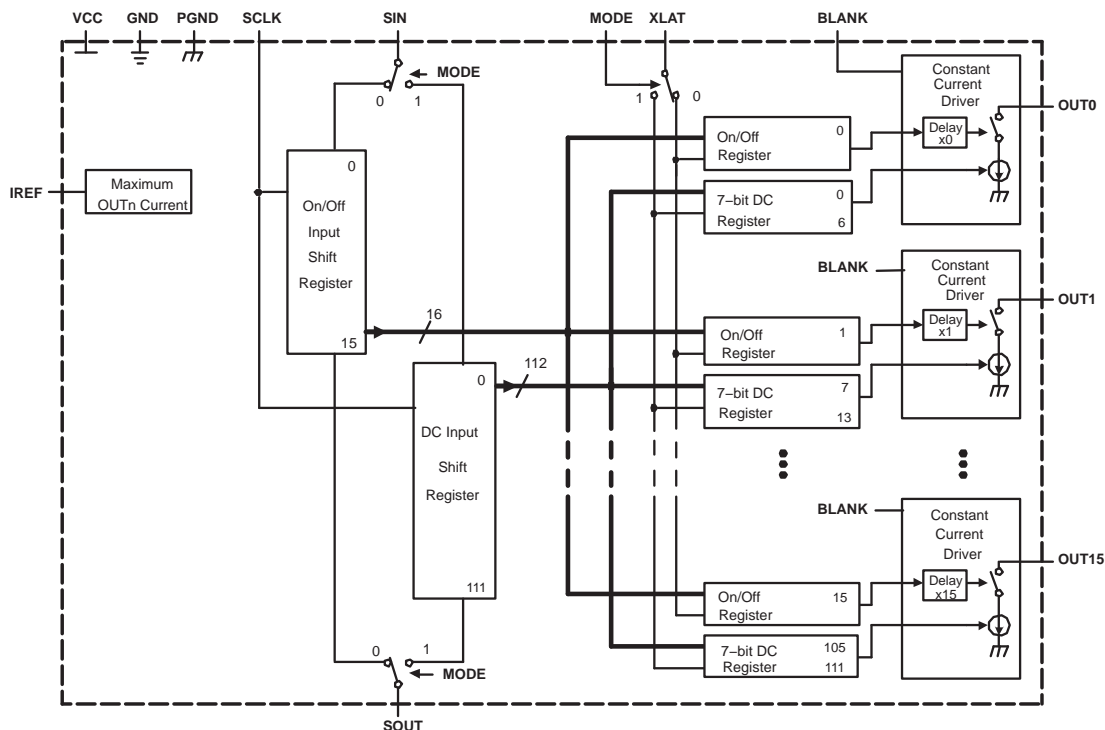 VCC GND PGND SCLK SIN MODE XLAT BLANK
MODE
0 1
1 0
IREF
Maximum
OUTn Current
0
On/Off
Input
Shift
Register
15
16
0
DC Input
Shift
Register
111
112
0 1
MODE
SOUT
On/Off
Register
0
7–bit DC
Register
0
6
Constant
Current
Driver
Delay
x0
OUT0
BLANK
On/Off
Register
1
7–bit DC
Register
7
13
Constant
Current
Driver
Delay
x1
OUT1
BLANK
On/Off
Register
15
7–bit DC
Register
105
111
Constant
Current
Driver
Delay
x15
OUT15